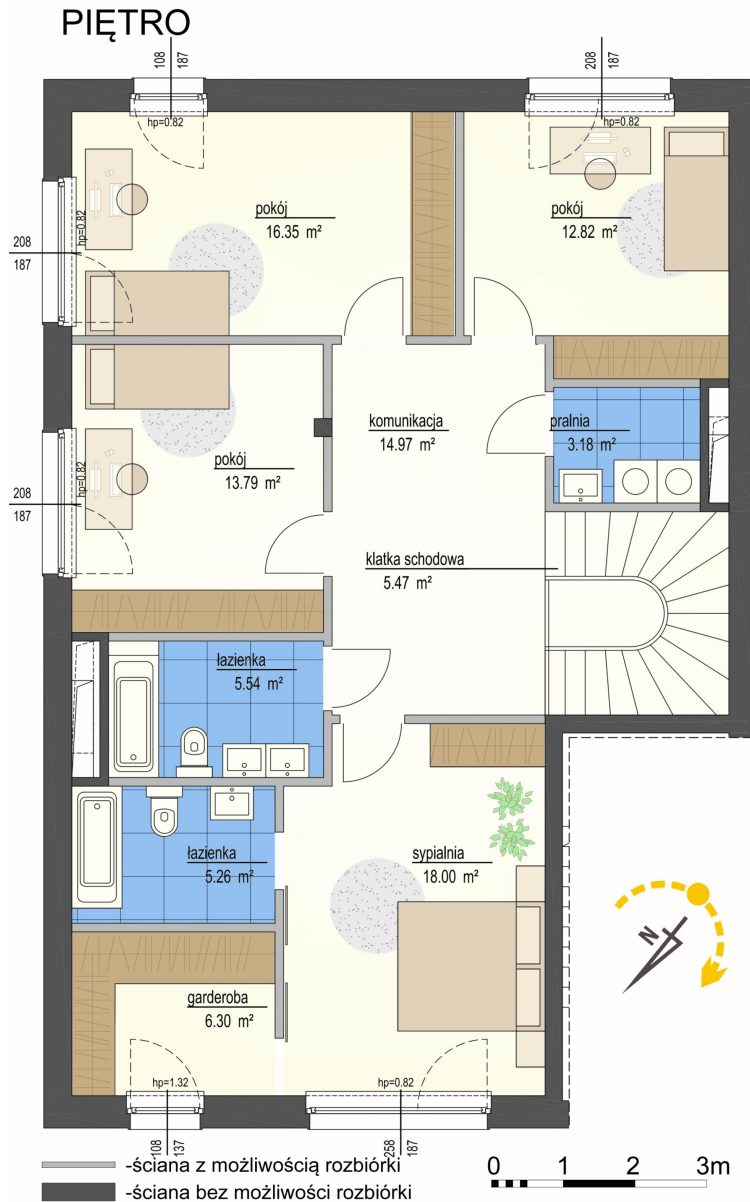 PIĘTRO
108
187
208
187
hp=0.82
hp=0.82
pokój
16.35 m²
pokój
12.82 m²
hp=0.82
208
187
komunikacja
14.97 m²
pralnia
3.18 m²
pokój
13.79 m²
hp=0.82
208
187
klatka schodowa
5.47 m²
łazienka
5.54 m²
łazienka
5.26 m²
sypialnia
18.00 m²
N
garderoba
6.30 m²
hp=1.32
hp=0.82
108
137
258
187
-ściana z możliwością rozbiórki
0 1 2 3m
-ściana bez możliwości rozbiórki